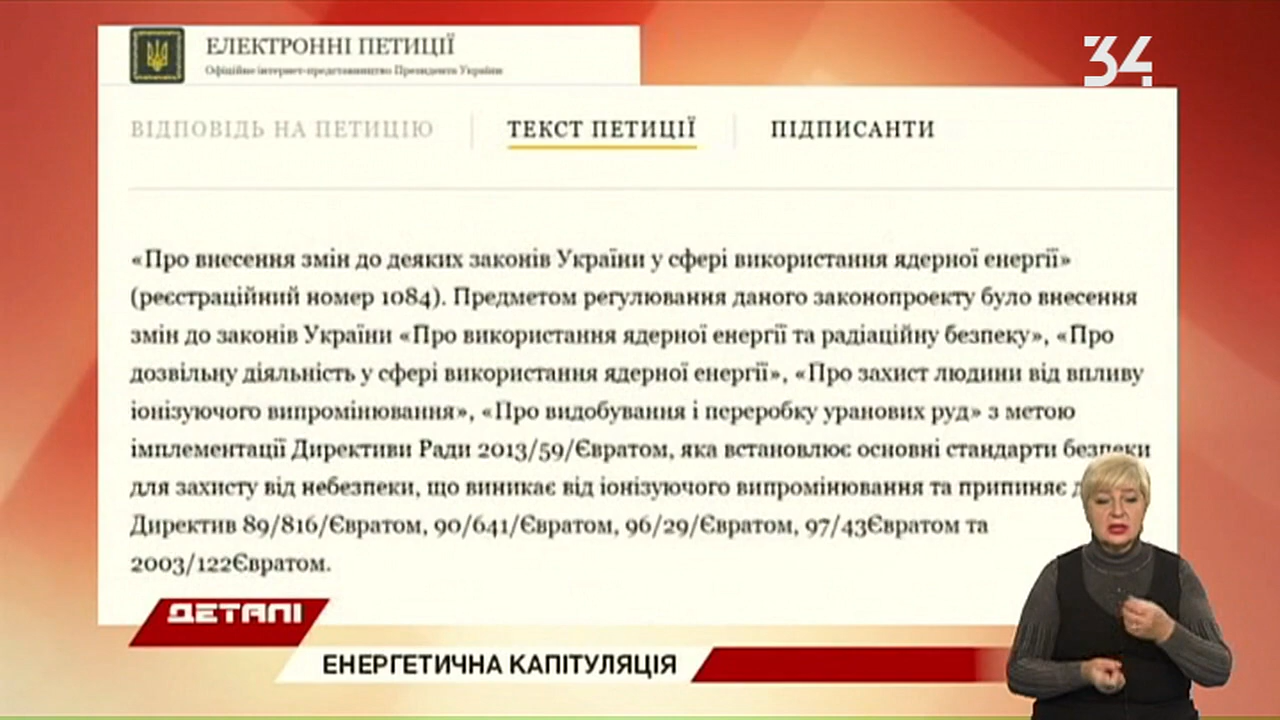 ЕЛЕКТРОННІ ПЕТИЦІЇ
Офіційне інтернет-представництво Президента України
34
ВІДПОВІДЬ НА ПЕТИЦІЮ
ТЕКСТ ПЕТИЦІЇ
ПІДПИСАНТИ
«Про внесення змін до деяких законів України у сфері використання ядерної енергії»
(реєстраційний номер 1084). Предметом регулювання даного законопроекту було внесення
змін до законів України «Про використання ядерної енергії та радіаційну безпеку», «Про
дозвільну діяльність у сфері використання ядерної енергії», «Про захист людини від впливу
іонізуючого випромінювання», «Про видобування і переробку уранових руд» з метою
імплементації Директиви Ради 2013/59/Євратом, яка встановлює основні стандарти безпеки
для захисту від небезпеки, що виникає від іонізуючого випромінювання та припиняє
Директив 89/816/Євратом, 90/641/Євратом, 96/29/Євратом, 97/43Євратом та
2003/122Євратом.
ДЕТАЛІ
ЕНЕРГЕТИЧНА КАПІТУЛЯЦІЯ